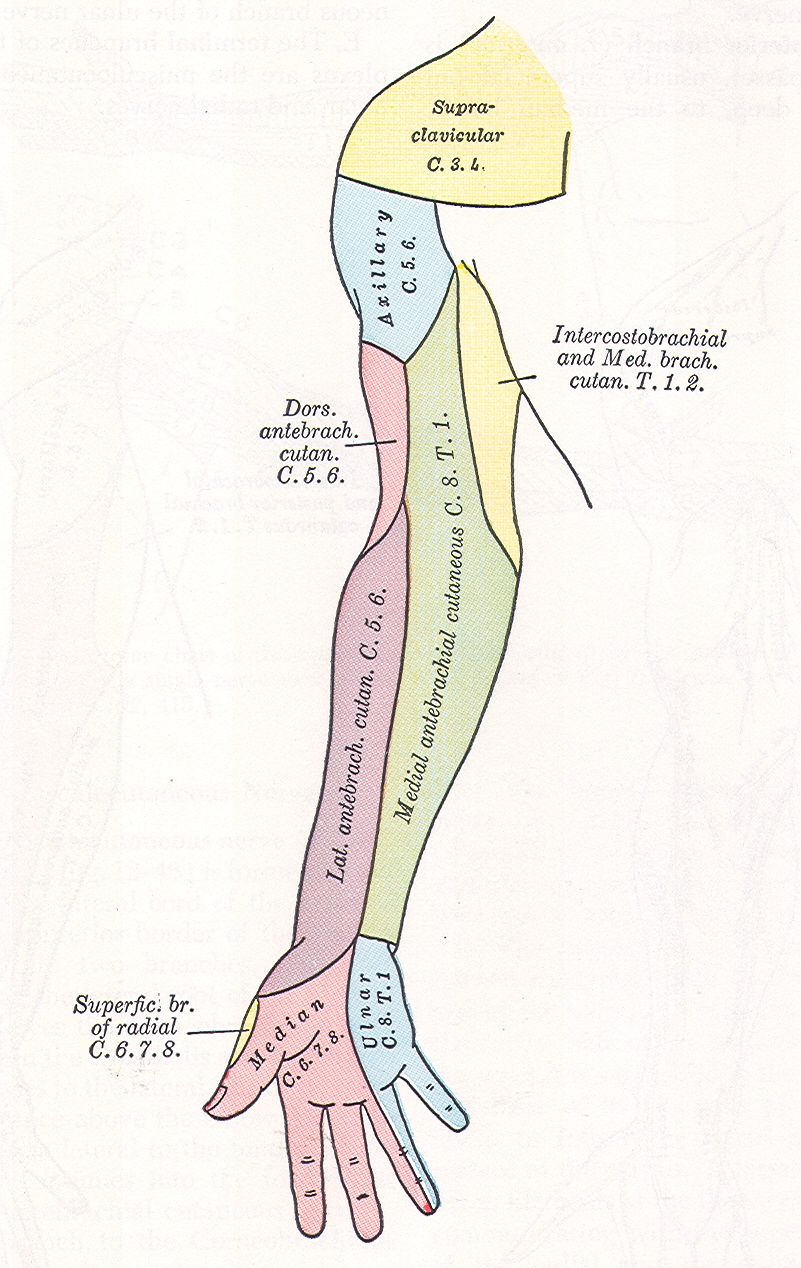 Supra-
clavicular
C. 3. 4.
Axillary
C. 5. 6.
Intercostobrachial
and Med. brach.
cutan. T. 1. 2.
Dors.
antebrach.
cutan.
C. 5. 6.
Medial antebrachial cutaneous C. 8. T. 1.
Lat. antebrach. cutan. C. 5. 6.
Superfic. br.
of radial
C. 6. 7. 8.
Median
C. 6. 7. 8.
Ulnar
C. 8. T. 1